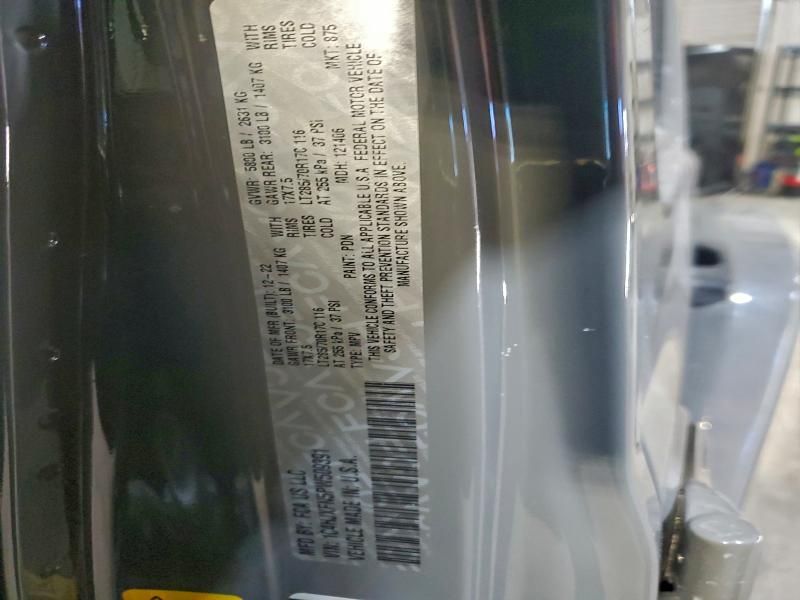 MFD BY: FCA US LLC
DATE OF MFR (BUILT): 12-22
GVWR: 5800 LB / 2631 KG
GAWR FRONT: 3100 LB / 1407 KG WITH
GAWR REAR: 3100 LB / 1407 KG WITH
17X7.5 RIMS
17X7.5 RIMS
LT285/70R17C 116 TIRES
LT285/70R17C 116 TIRES
AT 255 kPa / 37 PSI COLD
AT 255 kPa / 37 PSI COLD
VIN:
VEHICLE MADE IN U.S.A.
TYPE: MPV
PAINT: PDN
MDH: 121406
MKT: 875
THIS VEHICLE CONFORMS TO ALL APPLICABLE U.S.A. FEDERAL MOTOR VEHICLE
SAFETY AND THEFT PREVENTION STANDARDS IN EFFECT ON THE DATE OF
MANUFACTURE SHOWN ABOVE.